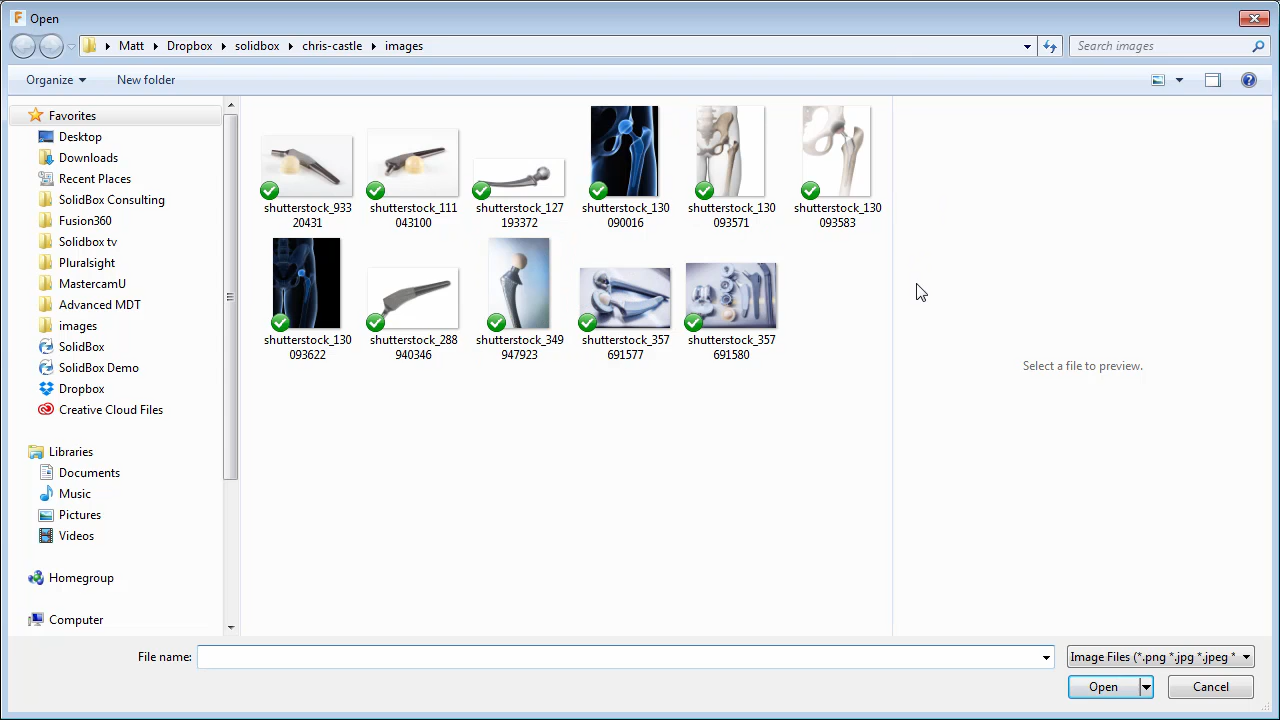 Open
Matt
Dropbox
solidbox
chris-castle
images
Search images
Organize
New folder
Favorites
Desktop
Downloads
Recent Places
SolidBox Consulting
Fusion360
Solidbox tv
Pluralsight
MastercamU
Advanced MDT
images
SolidBox
SolidBox Demo
Dropbox
Creative Cloud Files
Libraries
Documents
Music
Pictures
Videos
Homegroup
Computer
shutterstock_933
20431
shutterstock_111
043100
shutterstock_127
193372
shutterstock_130
090016
shutterstock_130
093571
shutterstock_130
093583
shutterstock_130
093622
shutterstock_288
940346
shutterstock_349
947923
shutterstock_357
691577
shutterstock_357
691580
Select a file to preview.
File name:
Image Files (*.png *.jpg *.jpeg *
Open
Cancel